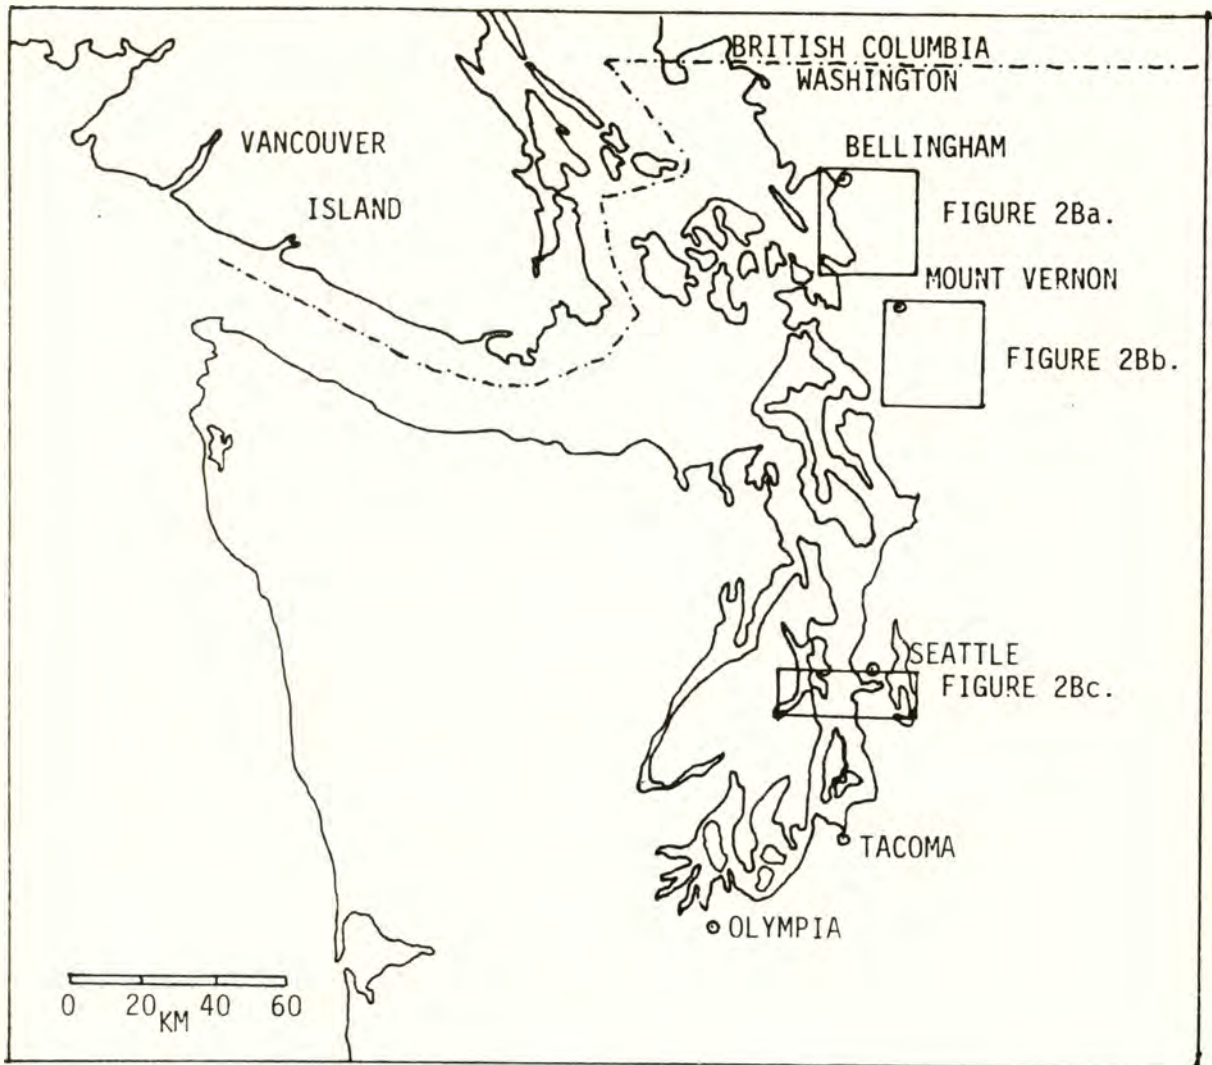 BRITISH COLUMBIA
WASHINGTON
VANCOUVER
ISLAND
BELLINGHAM
FIGURE 2Ba.
MOUNT VERNON
FIGURE 2Bb.
SEATTLE
FIGURE 2Bc.
TACOMA
OLYMPIA
0 20 40 60
KM